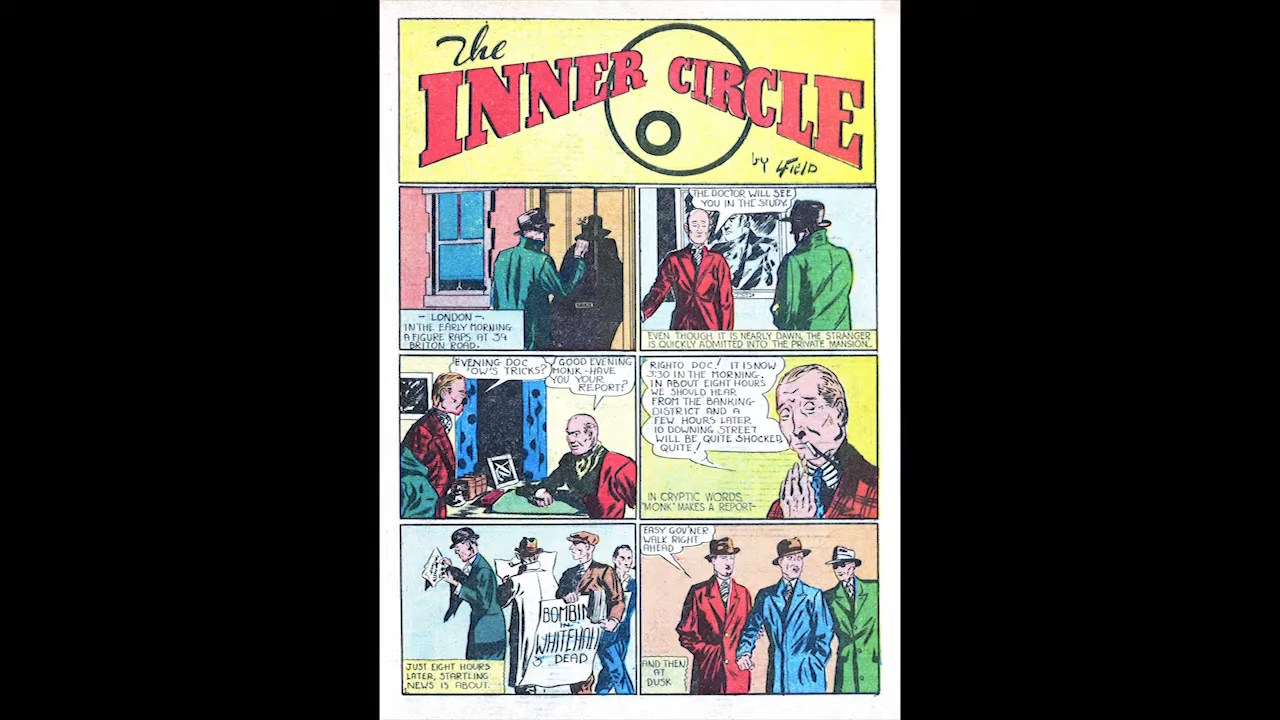 The
INNER CIRCLE
by 4Field
THE DOCTOR WILL SEE
YOU IN THE STUDY.
— LONDON —
IN THE EARLY MORNING
A FIGURE RAPS AT 39
BRITON ROAD.
EVEN THOUGH IT IS NEARLY DAWN, THE STRANGER
IS QUICKLY ADMITTED INTO THE PRIVATE MANSION..
EVENING DOC
'OW'S TRICKS?
GOOD EVENING
MONK-HAVE
YOU YOUR
REPORT?
RIGHTO DOC! IT IS NOW
3:30 IN THE MORNING.
IN ABOUT EIGHT HOURS
WE SHOULD HEAR
FROM THE BANKING
DISTRICT AND A
FEW HOURS LATER
10 DOWNING STREET
WILL BE QUITE SHOCKED
QUITE!
IN CRYPTIC WORDS
"MONK" MAKES A REPORT-
BOMBIN
IN
WHITEHAL
3 DEAD
JUST EIGHT HOURS
LATER, STARTLING
NEWS IS ABOUT.
EASY GOV'NER
WALK RIGHT
AHEAD
AND THEN
AT
DUSK